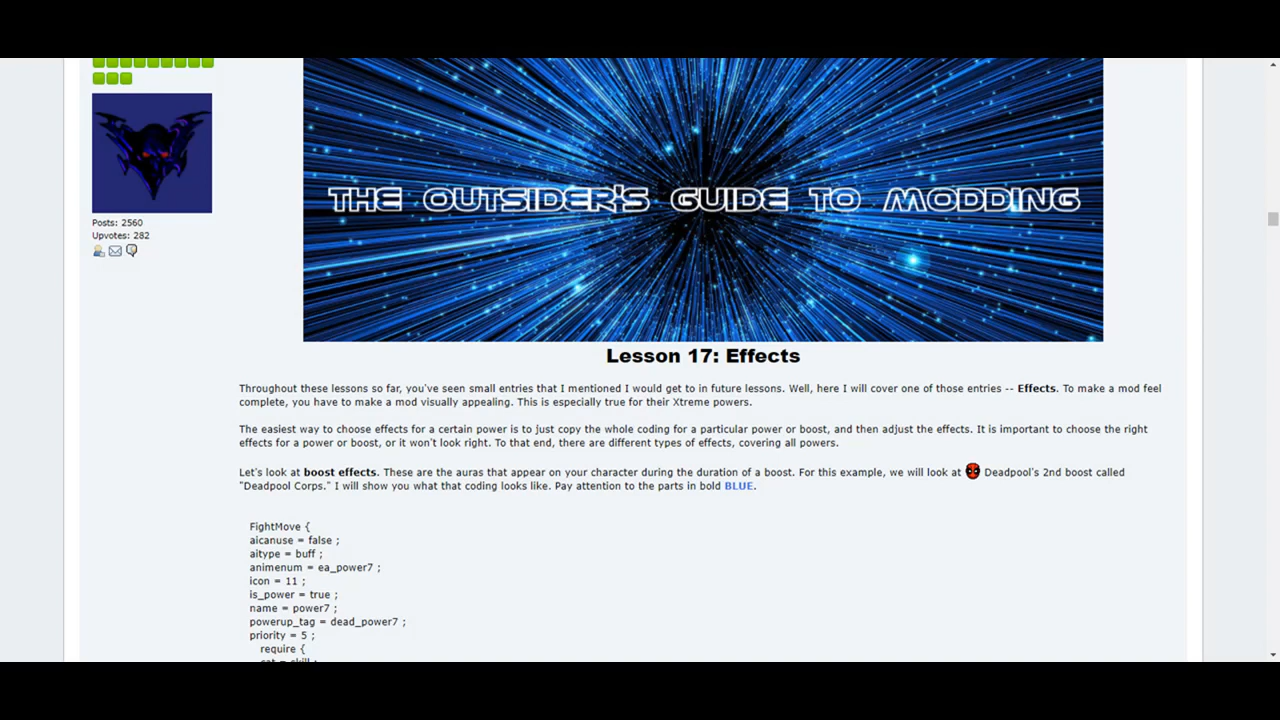 THE OUTSIDER'S GUIDE TO MODDING
Posts: 2560
Upvotes: 282
Lesson 17: Effects
Throughout these lessons so far, you've seen small entries that I mentioned I would get to in future lessons. Well, here I will cover one of those entries -- Effects. To make a mod feel
complete, you have to make a mod visually appealing. This is especially true for their Xtreme powers.
The easiest way to choose effects for a certain power is to just copy the whole coding for a particular power or boost, and then adjust the effects. It is important to choose the right
effects for a power or boost, or it won't look right. To that end, there are different types of effects, covering all powers.
Let's look at boost effects. These are the auras that appear on your character during the duration of a boost. For this example, we will look at Deadpool's 2nd boost called
"Deadpool Corps." I will show you what that coding looks like. Pay attention to the parts in bold BLUE.
FightMove {
aicanuse = false ;
aitype = buff ;
animenum = ea_power7 ;
icon = 11 ;
is_power = true ;
name = power7 ;
powerup_tag = dead_power7 ;
priority = 5 ;
require {
cat = skill ;